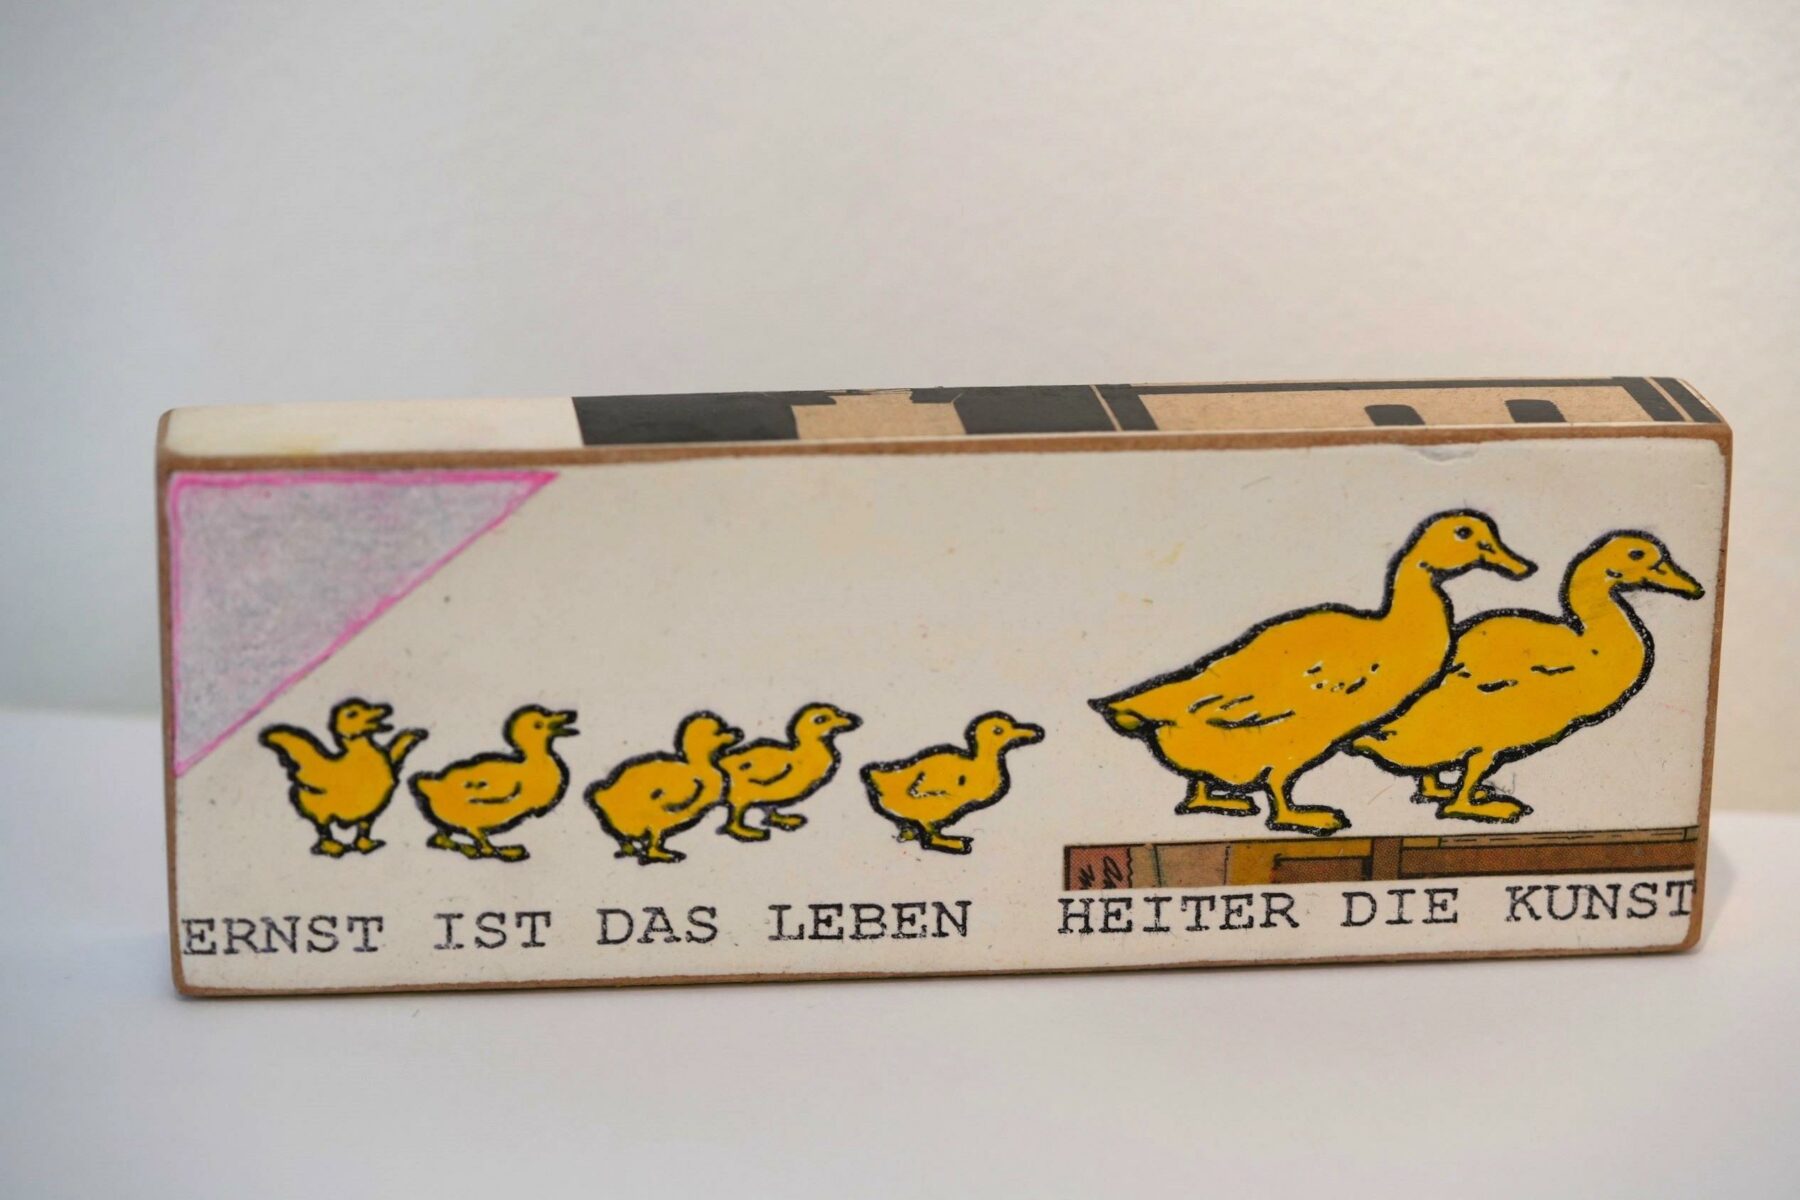 ERNST IST DAS LEBEN HEITER DIE KUNST